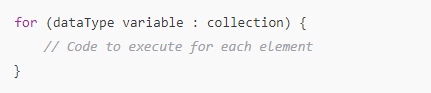 for (dataType variable : collection) {
    // Code to execute for each element
}